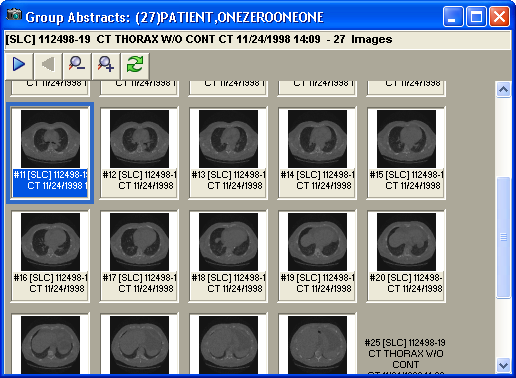 Group Abstracts: (27)PATIENT,ONEZEROONEONE
[SLC] 112498-19 CT THORAX W/O CONT CT 11/24/1998 14:09 - 27 Images
#11 [SLC] 112498-19
CT 11/24/1998 1
#12 [SLC] 112498-1
CT 11/24/1998
#13 [SLC] 112498-1
CT 11/24/1998
#14 [SLC] 112498-1
CT 11/24/1998
#15 [SLC] 112498-1
CT 11/24/1998
#16 [SLC] 112498-1
CT 11/24/1998
#17 [SLC] 112498-1
CT 11/24/1998
#18 [SLC] 112498-1
CT 11/24/1998
#19 [SLC] 112498-1
CT 11/24/1998
#20 [SLC] 112498-1
CT 11/24/1998
#25 [SLC] 112498-19
CT THORAX W/O
CONT